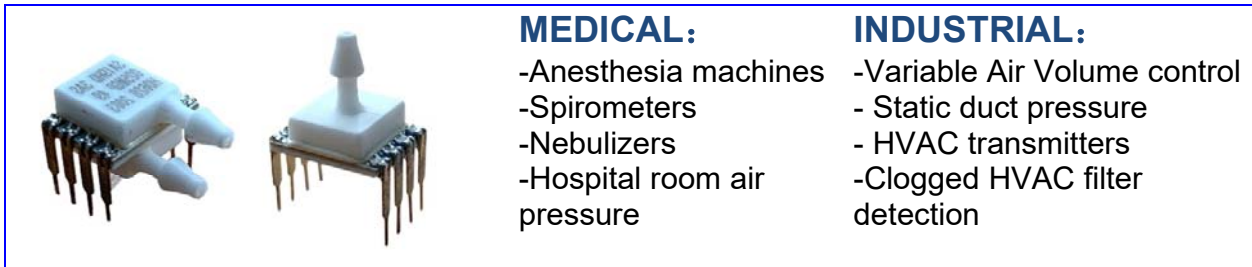 MEDICAL：
-Anesthesia machines
-Spirometers
-Nebulizers
-Hospital room air
pressure
INDUSTRIAL：
-Variable Air Volume control
- Static duct pressure
- HVAC transmitters
-Clogged HVAC filter
detection